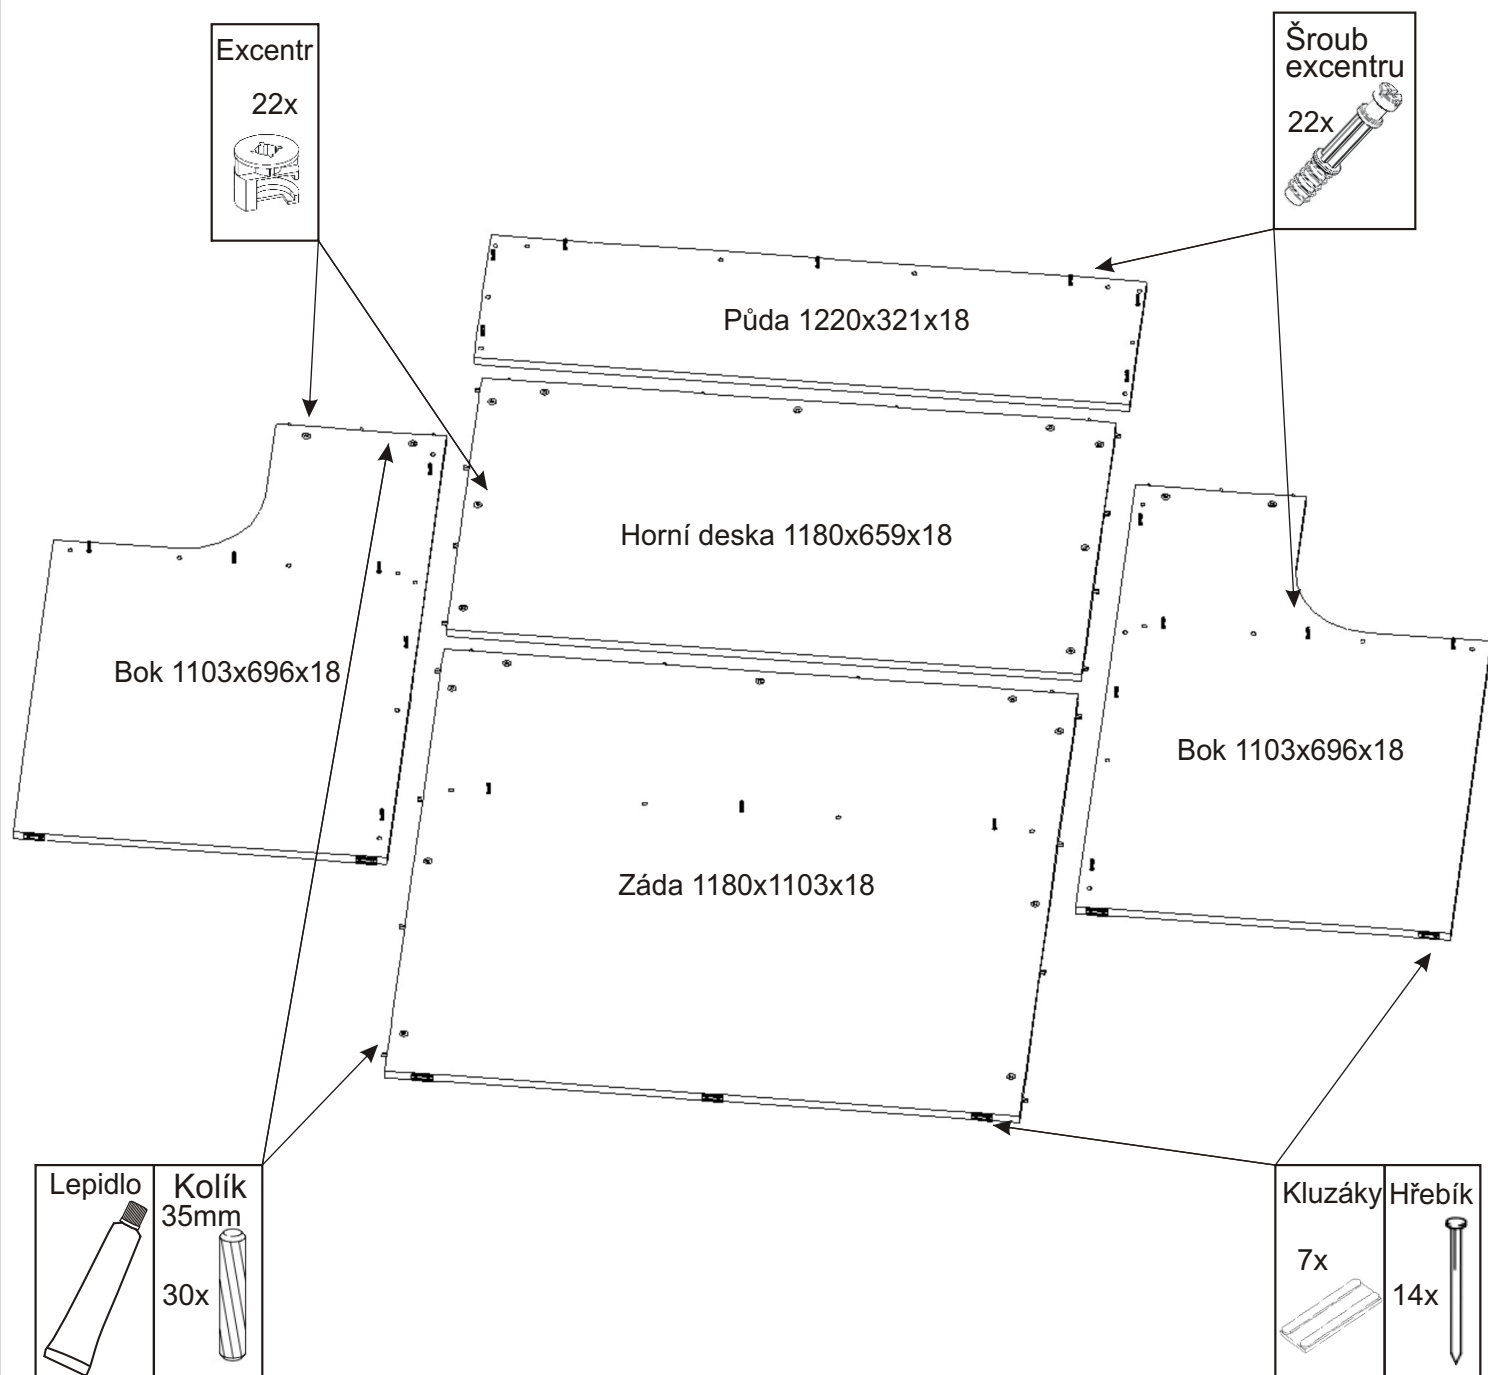 Excentr
22x
Šroub
excentru
22x
Půda 1220x321x18
Horní deska 1180x659x18
Bok 1103x696x18
Bok 1103x696x18
Záda 1180x1103x18
Lepidlo
Kolík
35mm
30x
Kluzáky
7x
Hřebík
14x